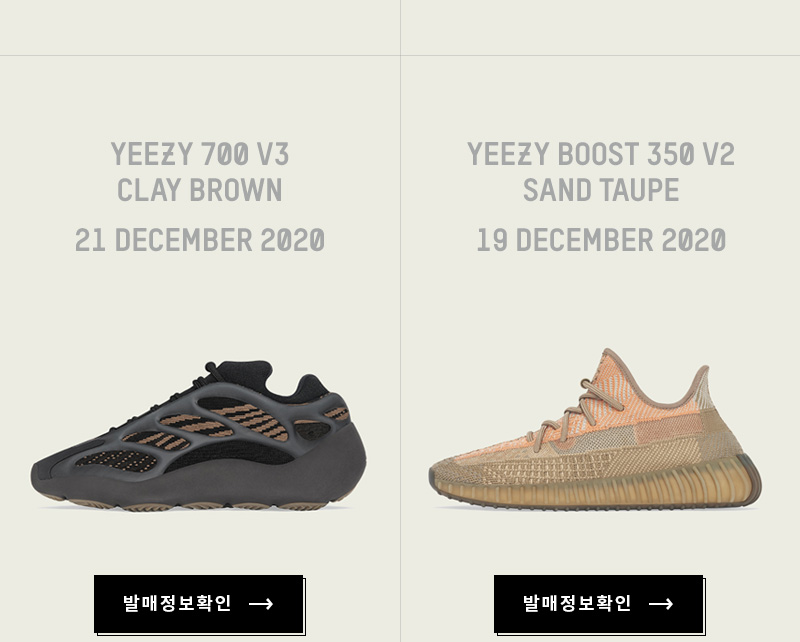 YEEZY 700 V3
CLAY BROWN
21 DECEMBER 2020
발매정보확인 →
YEEZY BOOST 350 V2
SAND TAUPE
19 DECEMBER 2020
발매정보확인 →